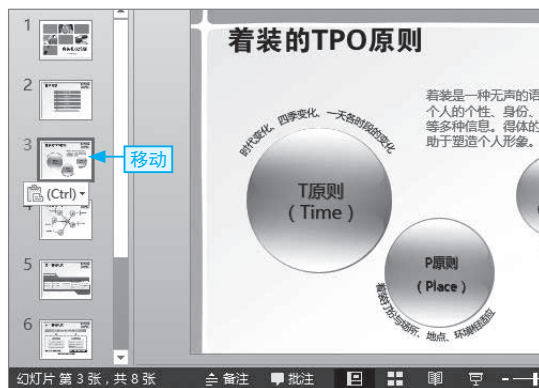 1
2
3
移动
(Ctrl)
4
5
6
着装的TPO原则
着装是一种无声的语
个人的个性、身份、
等多种信息。得体的
助于塑造个人形象。
时代变化、四季变化、一天各时段的变化
T原则
（Time）
P原则
（Place）
着装打扮与场所、地点、环境相适应
幻灯片 第 3 张，共 8 张
备注
批注